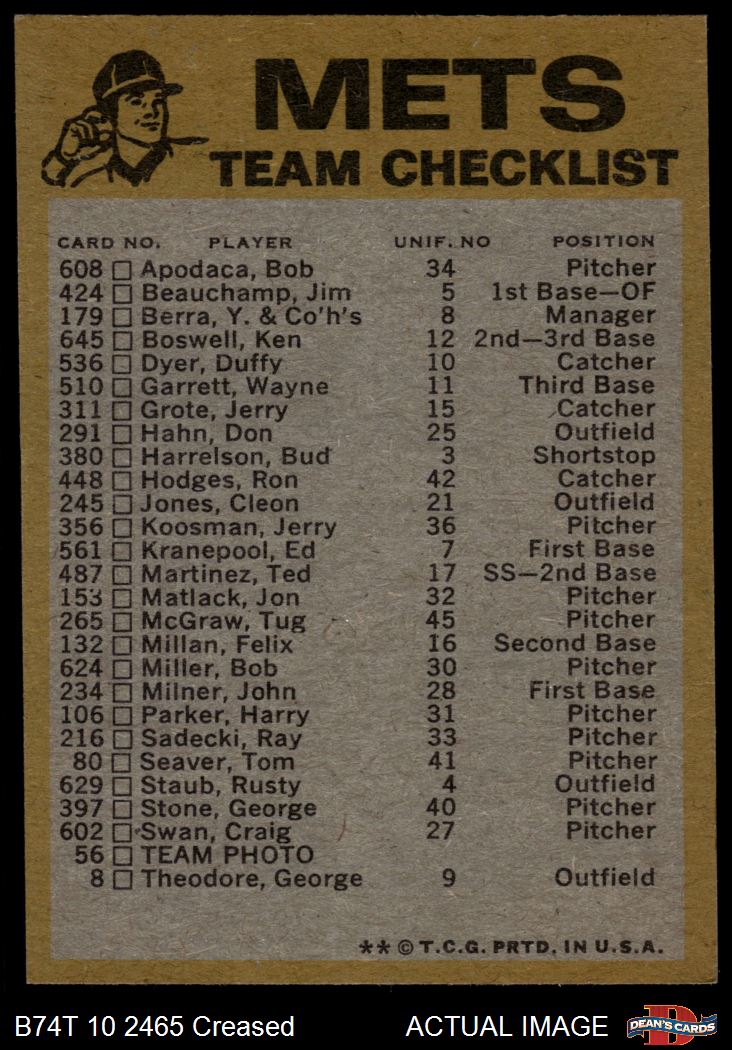 METS
TEAM CHECKLIST
CARD NO. PLAYER UNIF. NO POSITION
608 □ Apodaca, Bob 34 Pitcher
424 □ Beauchamp, Jim 5 1st Base—OF
179 □ Berra, Y. & Co'h's 8 Manager
645 □ Boswell, Ken 12 2nd—3rd Base
536 □ Dyer, Duffy 10 Catcher
510 □ Garrett, Wayne 11 Third Base
311 □ Grote, Jerry 15 Catcher
291 □ Hahn, Don 25 Outfield
380 □ Harrelson, Bud 3 Shortstop
448 □ Hodges, Ron 42 Catcher
245 □ Jones, Cleon 21 Outfield
356 □ Koosman, Jerry 36 Pitcher
561 □ Kranepool, Ed 7 First Base
487 □ Martinez, Ted 17 SS—2nd Base
153 □ Matlack, Jon 32 Pitcher
265 □ McGraw, Tug 45 Pitcher
132 □ Millan, Felix 16 Second Base
624 □ Miller, Bob 30 Pitcher
234 □ Milner, John 28 First Base
106 □ Parker, Harry 31 Pitcher
216 □ Sadecki, Ray 33 Pitcher
80 □ Seaver, Tom 41 Pitcher
629 □ Staub, Rusty 4 Outfield
397 □ Stone, George 40 Pitcher
602 □ Swan, Craig 27 Pitcher
56 □ TEAM PHOTO
8 □ Theodore, George 9 Outfield
** © T.C.G. PRTD. IN U.S.A.
B74T 10 2465 Creased ACTUAL IMAGE D DEAN'S CARDS